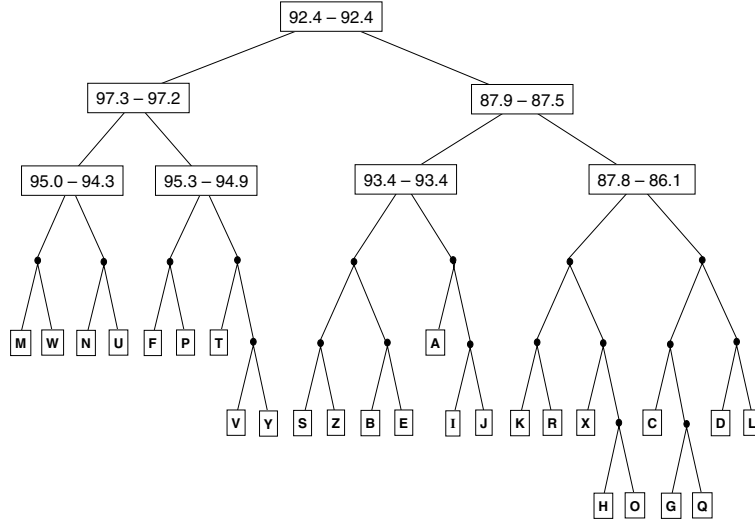 92.4 – 92.4
97.3 – 97.2
87.9 – 87.5
95.0 – 94.3
95.3 – 94.9
93.4 – 93.4
87.8 – 86.1
M W N U F P T A
V Y S Z B E I J K R X C D L
H O G Q